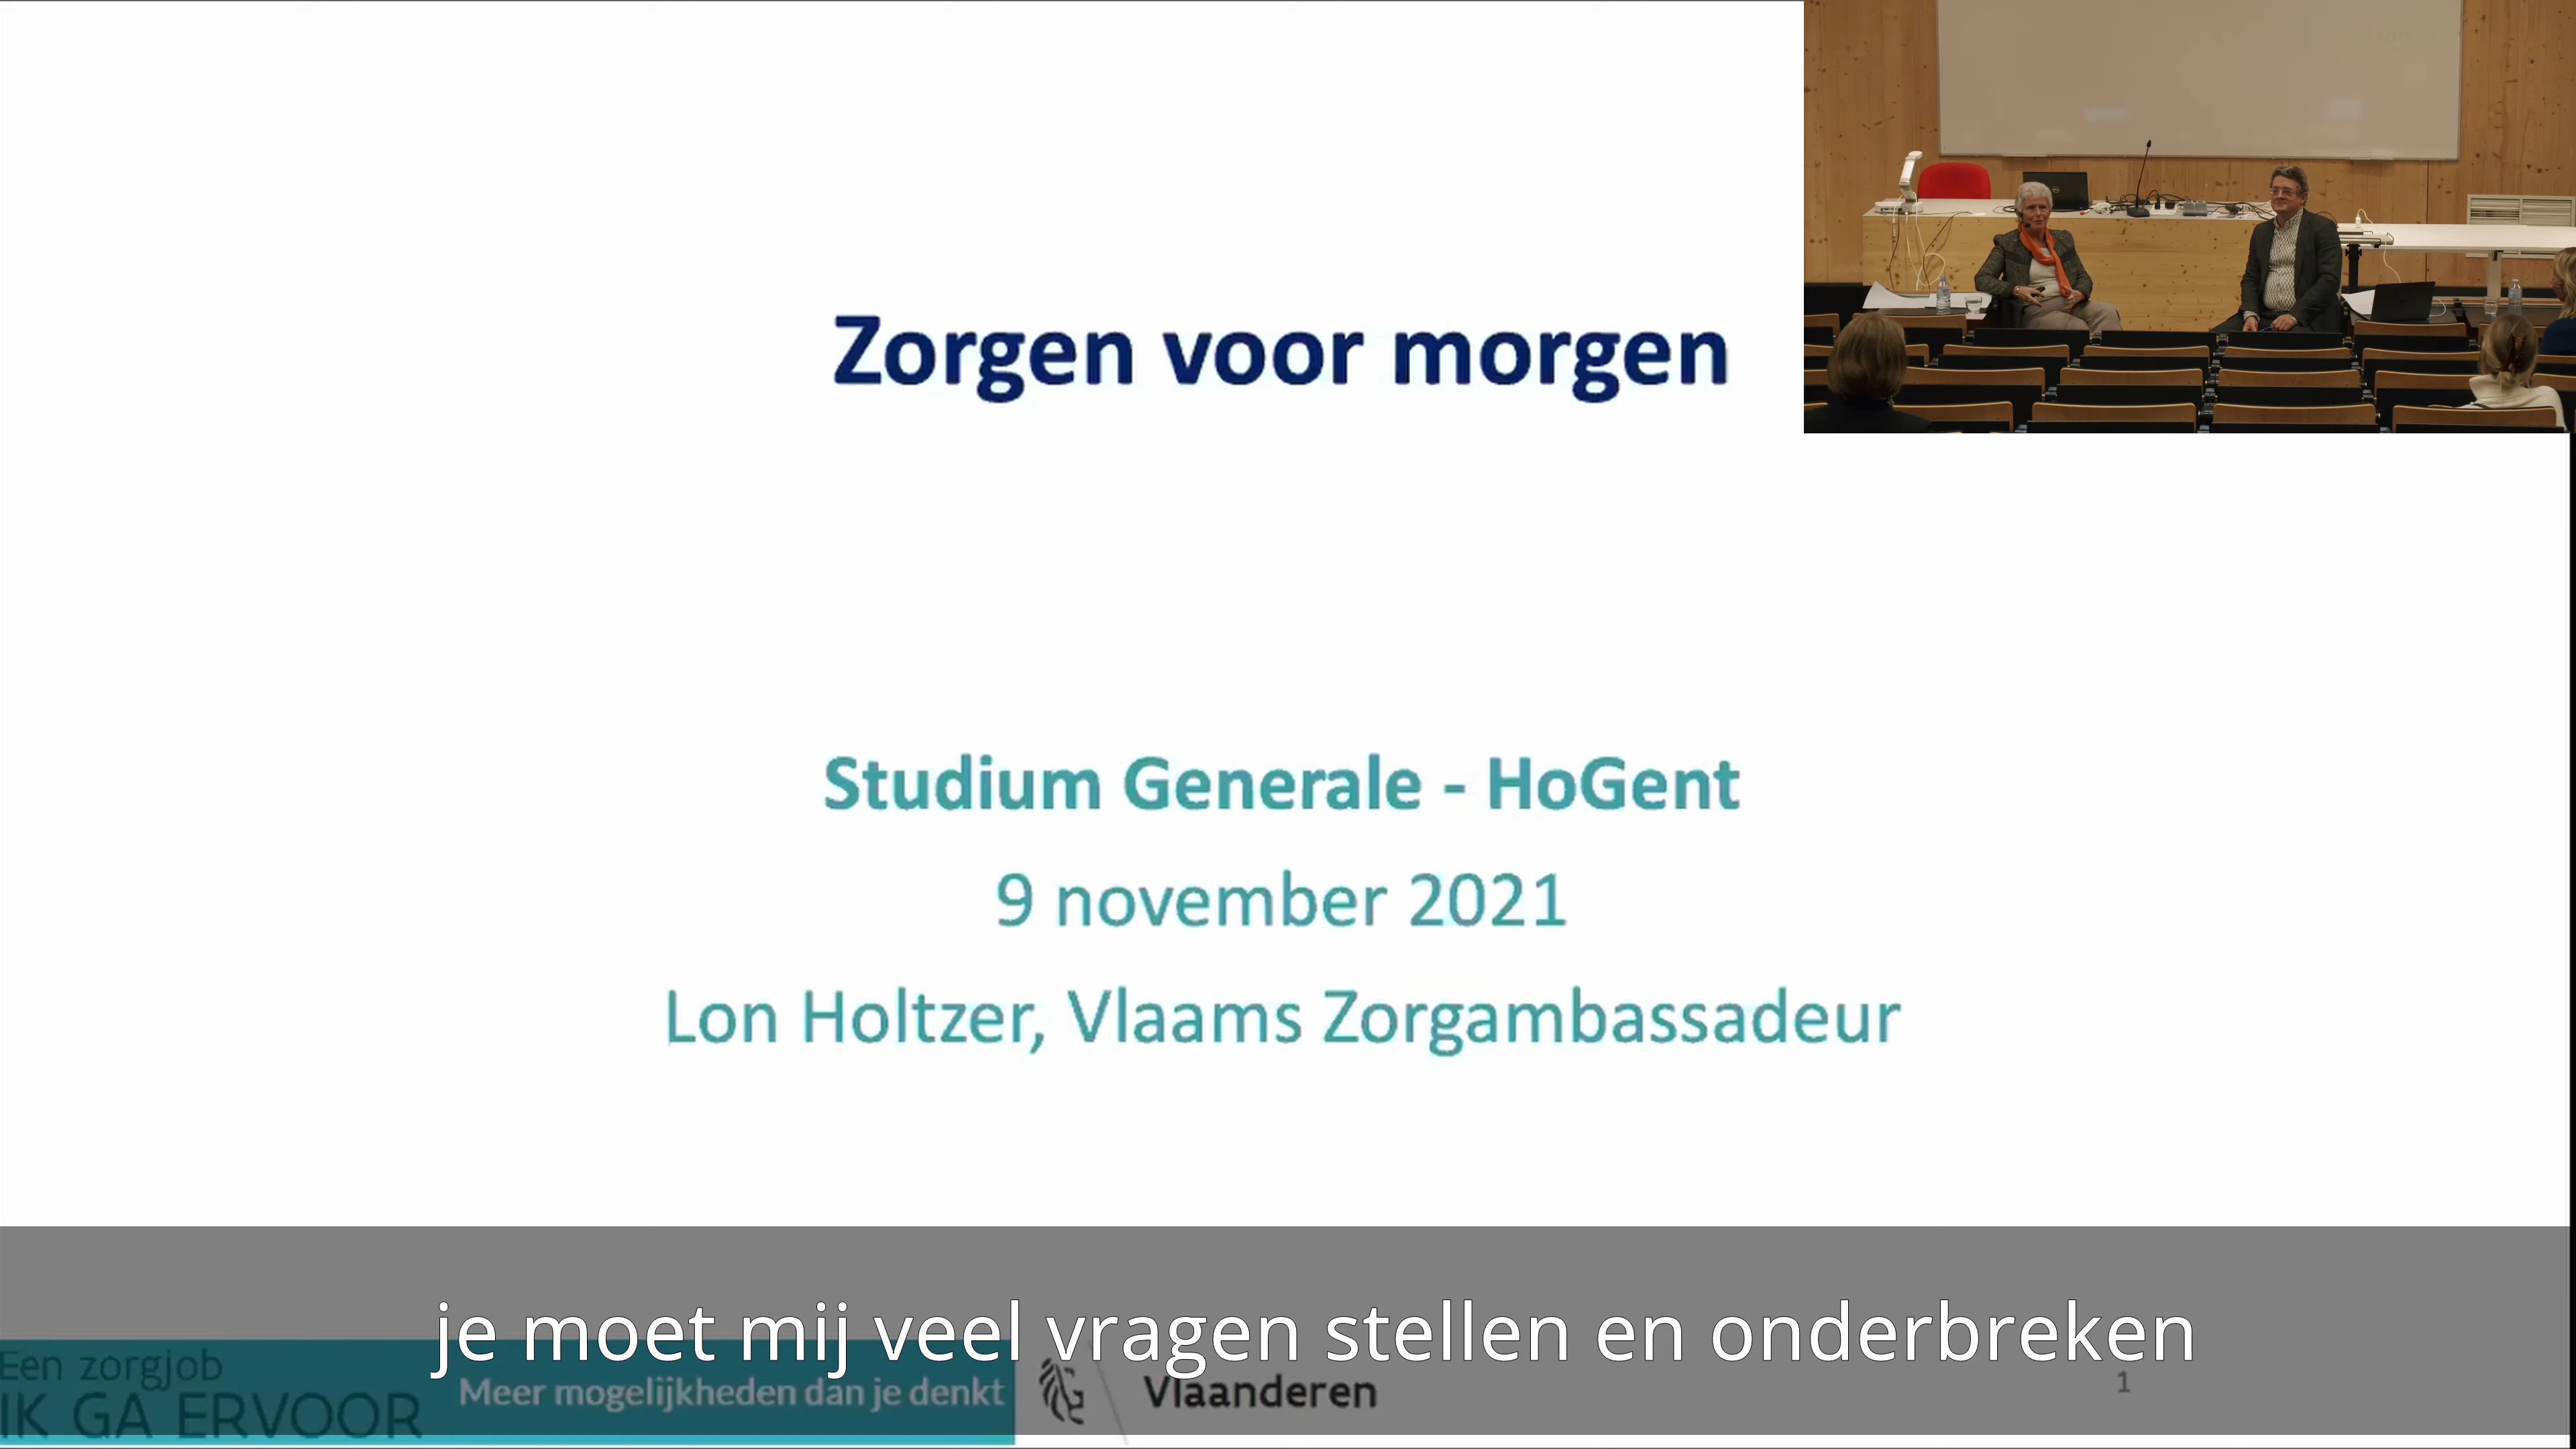 Zorgen voor morgen
Studium Generale - HoGent
9 november 2021
Lon Holtzer, Vlaams Zorgambassadeur
je moet mij veel vragen stellen en onderbreken
Een zorgjob
IK GA ERVOOR
Meer mogelijkheden dan je denkt
Vlaanderen
1